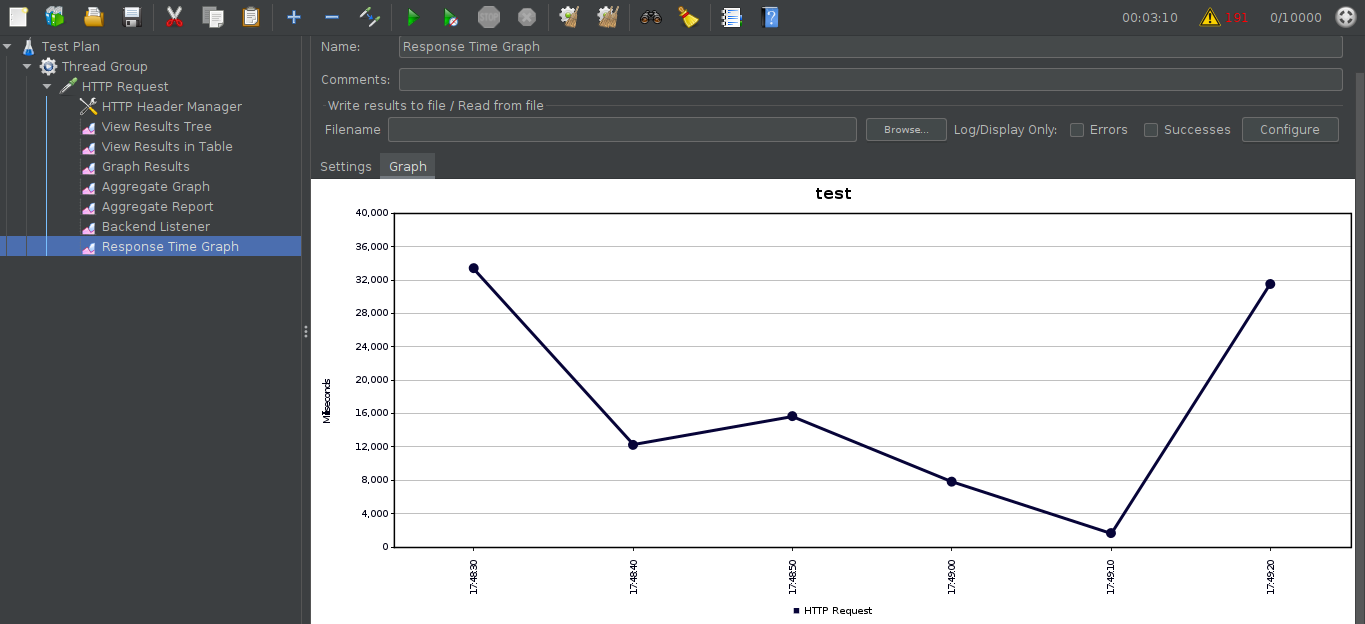 STOP
00:03:10 191 0/10000
Test Plan
Thread Group
HTTP Request
HTTP Header Manager
View Results Tree
View Results in Table
Graph Results
Aggregate Graph
Aggregate Report
Backend Listener
Response Time Graph
Name: Response Time Graph
Comments:
Write results to file / Read from file
Filename Browse... Log/Display Only: Errors Successes Configure
Settings Graph
test
40,000
36,000
32,000
28,000
24,000
20,000
16,000
12,000
8,000
4,000
0
Milliseconds
17:48:30 17:48:40 17:48:50 17:49:00 17:49:10 17:49:20
HTTP Request